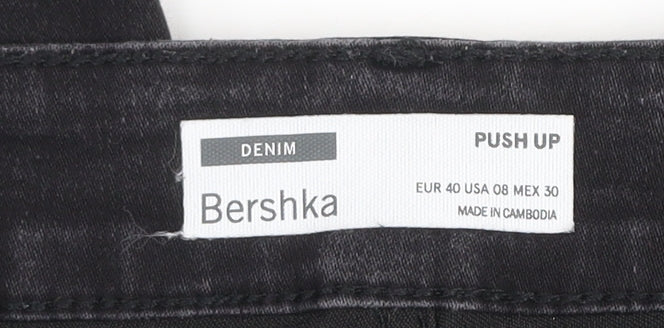 DENIM
Bershka
PUSH UP
EUR 40 USA 08 MEX 30
MADE IN CAMBODIA